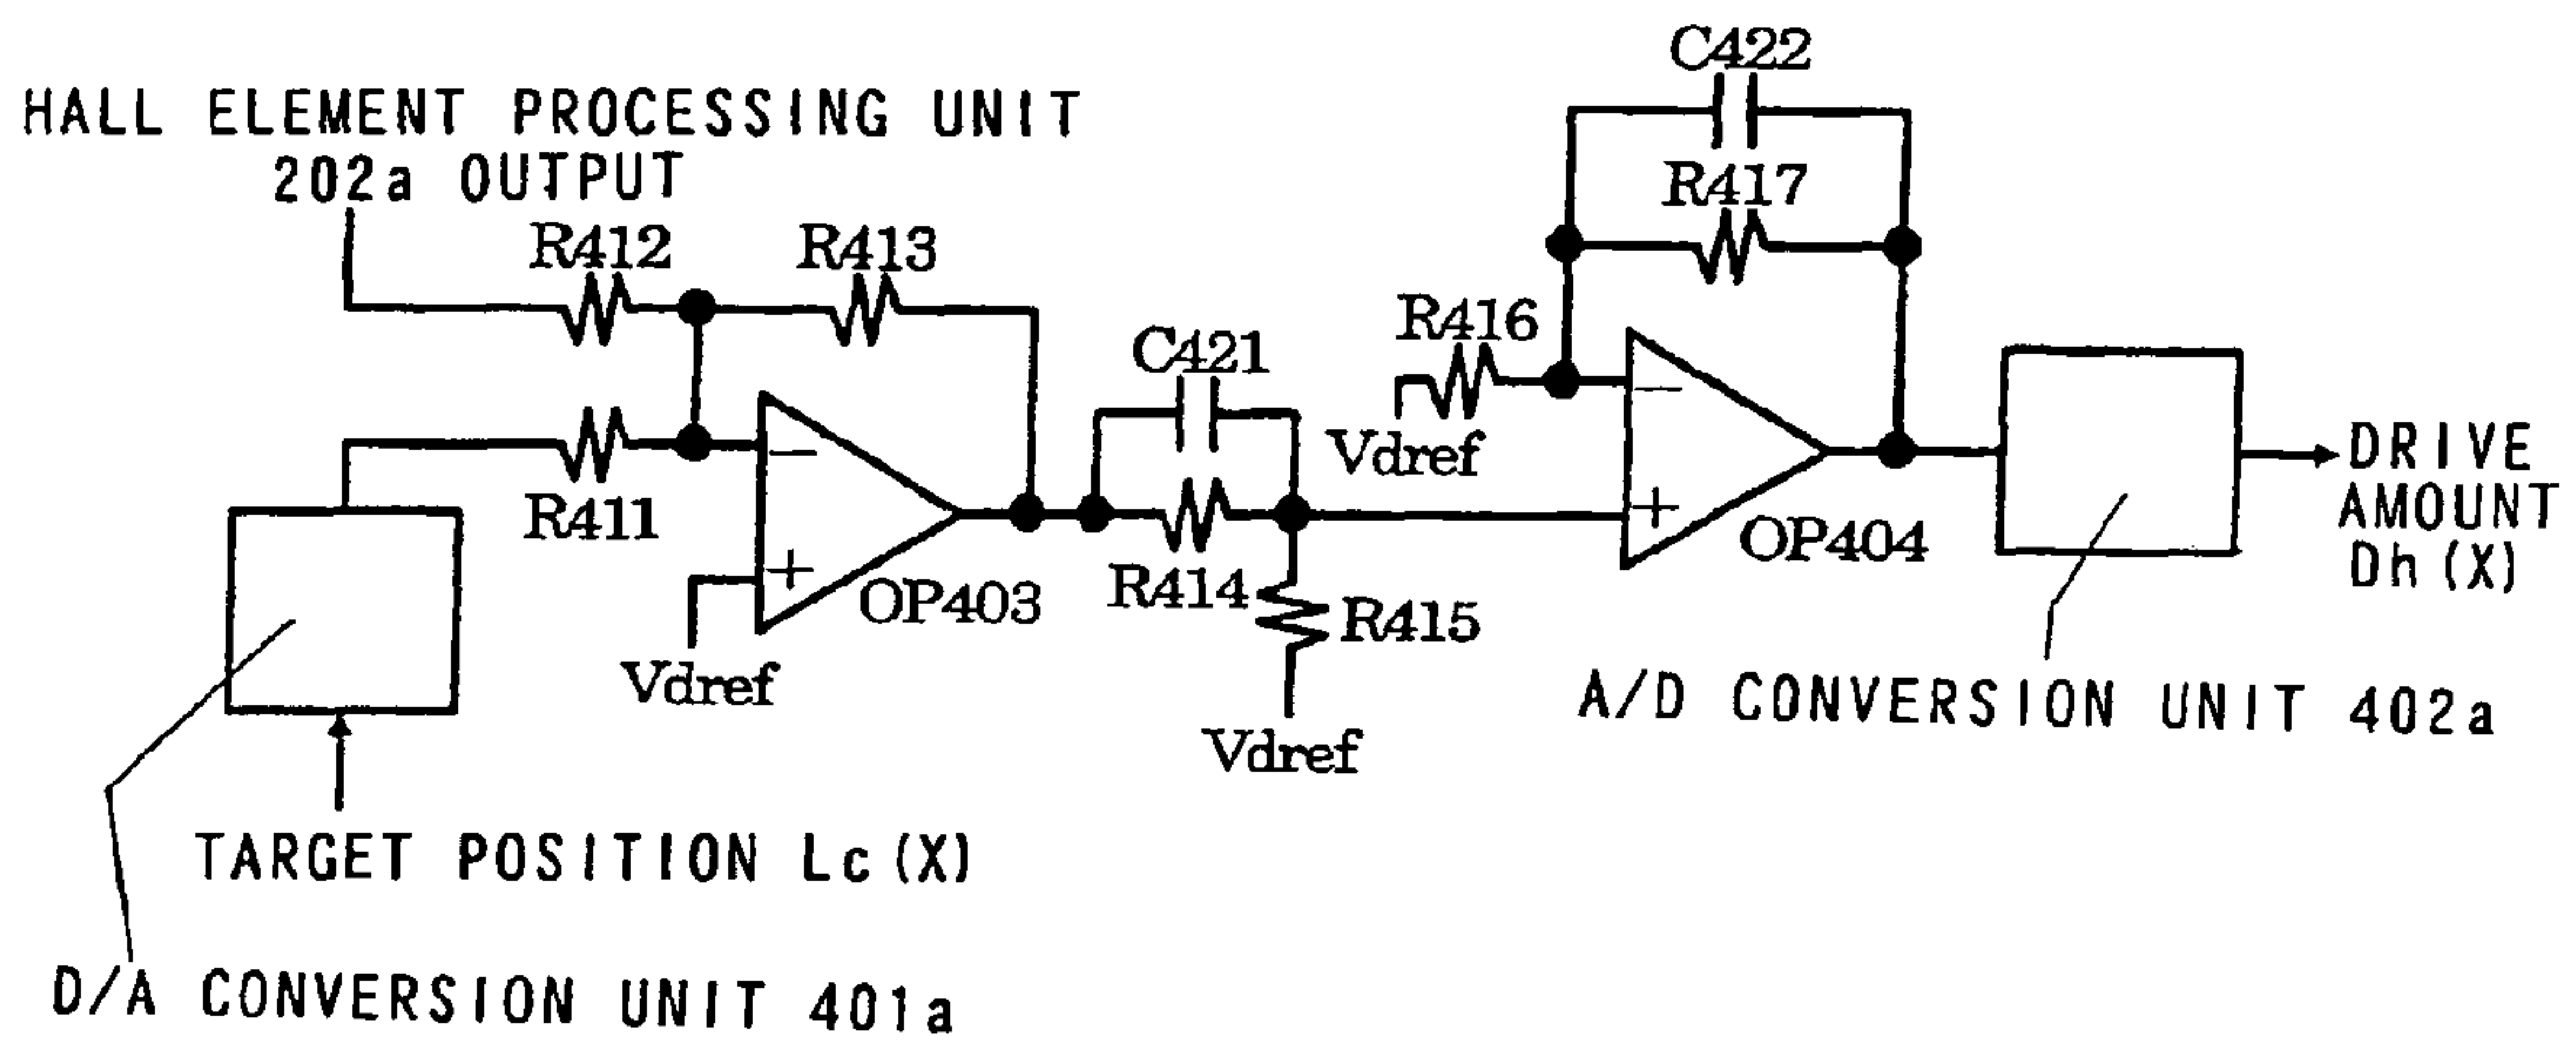 C422
HALL ELEMENT PROCESSING UNIT
202a OUTPUT
R417
R412
R413
R416
C421
Vdref
DRIVE
AMOUNT
Dh(X)
R411
OP404
OP403
R414
R415
Vdref
Vdref
A/D CONVERSION UNIT 402a
TARGET POSITION Lc(X)
D/A CONVERSION UNIT 401a